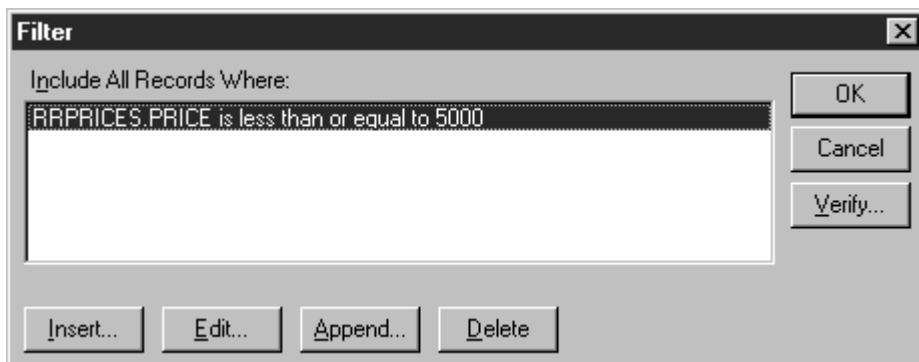 Filter
Include All Records Where:
RRPRICES.PRICE is less than or equal to 5000
OK
Cancel
Verify...
Insert...
Edit...
Append...
Delete